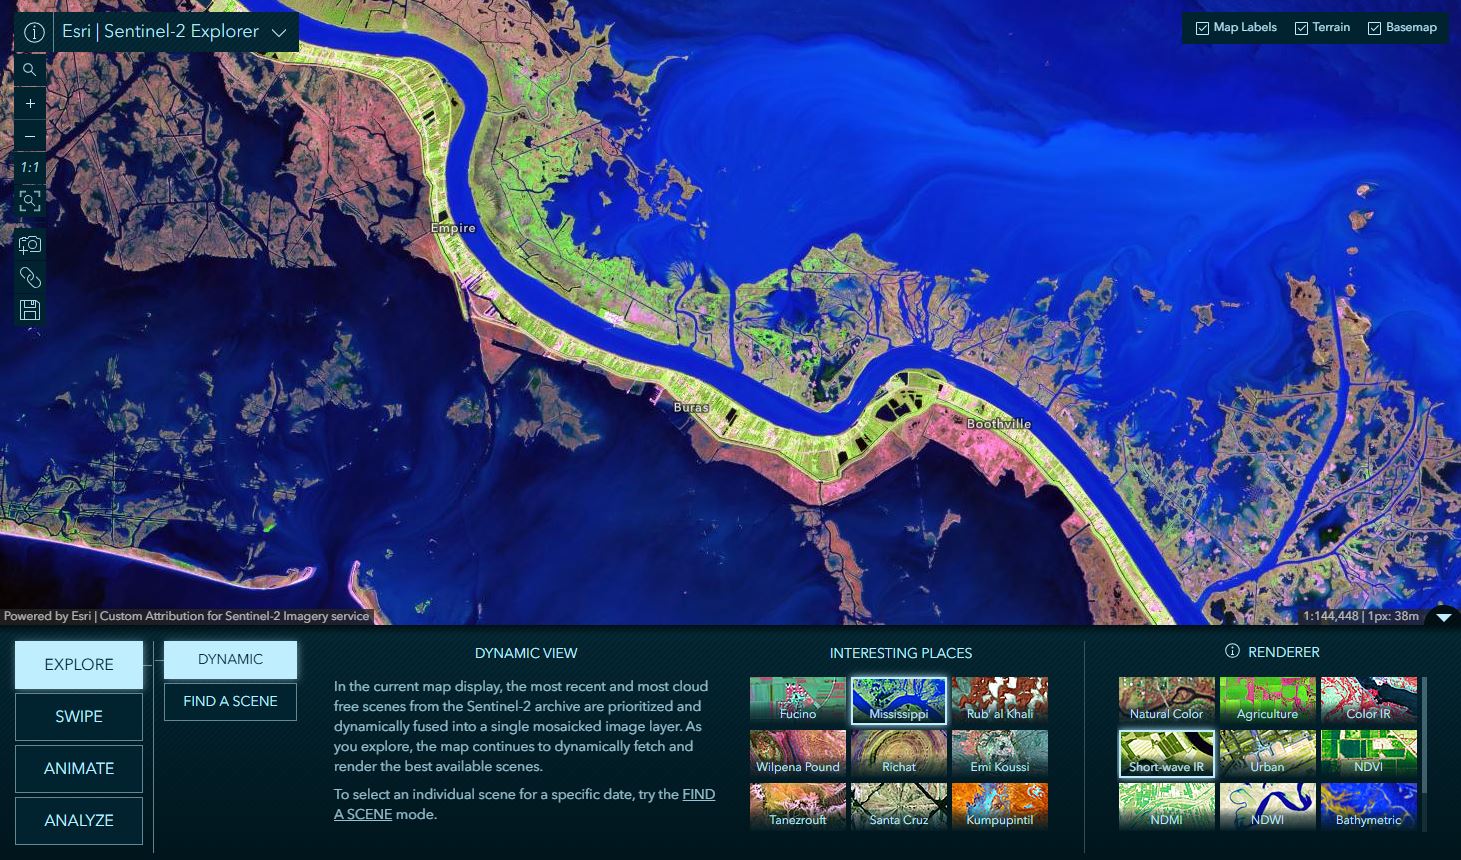 Esri | Sentinel-2 Explorer
Map Labels
Terrain
Basemap
1:1
Empire
Buras
Boothville
Powered by Esri | Custom Attribution for Sentinel-2 Imagery service
1:144,448 | 1px: 38m
EXPLORE
SWIPE
ANIMATE
ANALYZE
DYNAMIC
FIND A SCENE
DYNAMIC VIEW
In the current map display, the most recent and most cloud
free scenes from the Sentinel-2 archive are prioritized and
dynamically fused into a single mosaicked image layer. As
you explore, the map continues to dynamically fetch and
render the best available scenes.
To select an individual scene for a specific date, try the FIND
A SCENE mode.
INTERESTING PLACES
Fucino
Mississippi
Rub' al Khali
Wilpena Pound
Richat
Emi Koussi
Tanezrouft
Santa Cruz
Kumpupintil
RENDERER
Natural Color
Agriculture
Color IR
Short-wave IR
Urban
NDVI
NDMI
NDWI
Bathymetric